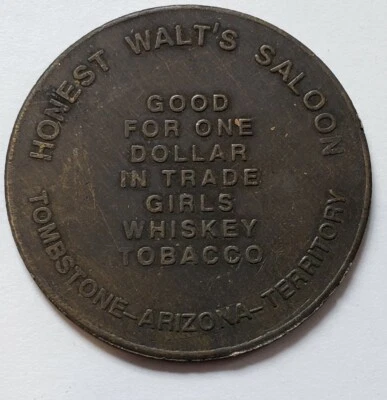 HONEST WALT'S SALOON
GOOD
FOR ONE
DOLLAR
IN TRADE
GIRLS
WHISKEY
TOBACCO
TOMBSTONE-ARIZONA-TERRITORY